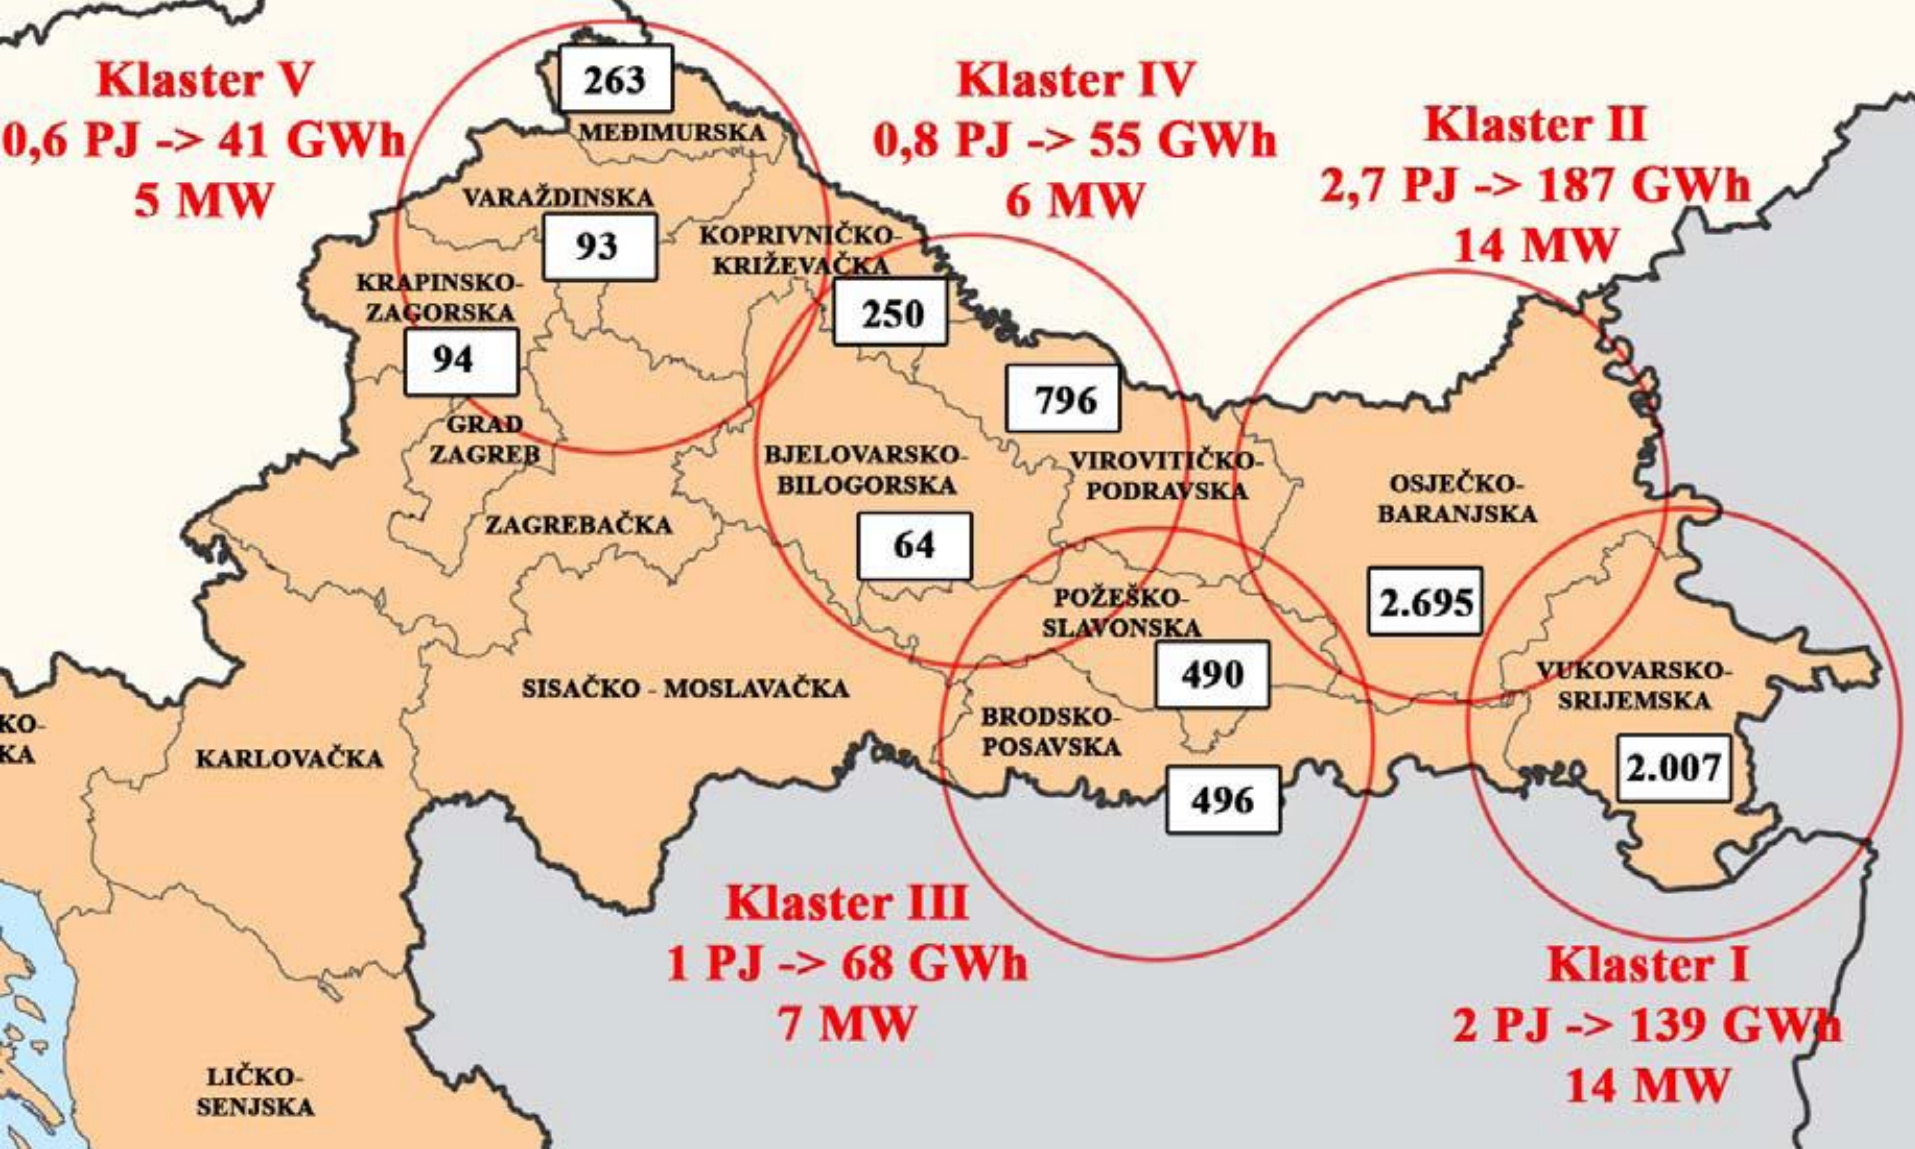 Klaster V
0,6 PJ -> 41 GWh
5 MW
Klaster IV
0,8 PJ -> 55 GWh
6 MW
Klaster II
2,7 PJ -> 187 GWh
14 MW
263
MEĐIMURSKA
VARAŽDINSKA
93
KOPRIVNIČKO-
KRIŽEVAČKA
250
KRAPINSKO-
ZAGORSKA
94
GRAD
ZAGREB
796
BJELOVARSKO-
BILOGORSKA
64
VIROVITIČKO-
PODRAVSKA
OSJEČKO-
BARANJSKA
2.695
ZAGREBAČKA
POŽEŠKO-
SLAVONSKA
490
SISAČKO - MOSLAVAČKA
BRODSKO-
POSAVSKA
496
VUKOVARSKO-
SRIJEMSKA
2.007
KO-
KA
KARLOVAČKA
Klaster III
1 PJ -> 68 GWh
7 MW
Klaster I
2 PJ -> 139 GWh
14 MW
LIČKO-
SENJSKA